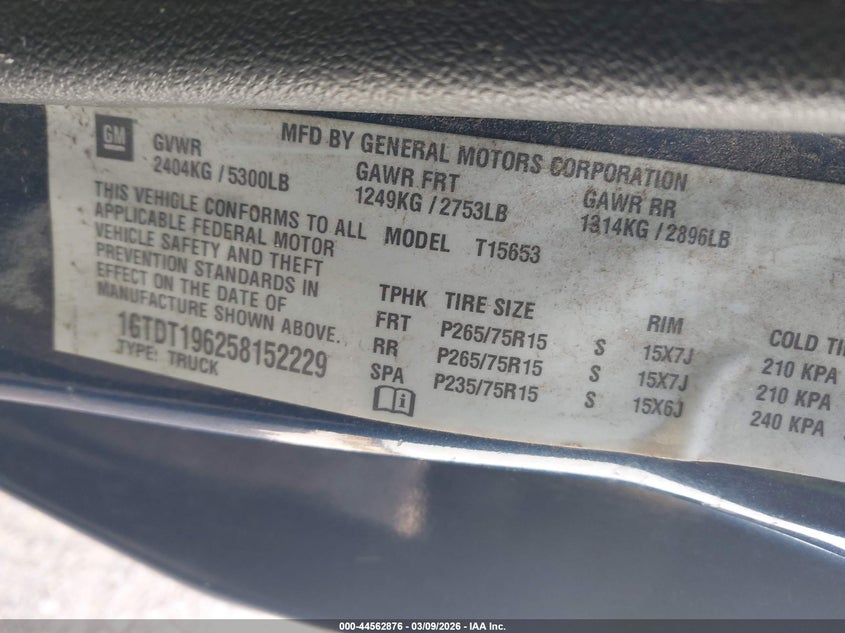 GM
MFD BY GENERAL MOTORS CORPORATION
GVWR GAWR FRT GAWR RR
2404KG / 5300LB 1249KG / 2753LB 1314KG / 2896LB
THIS VEHICLE CONFORMS TO ALL
APPLICABLE FEDERAL MOTOR
VEHICLE SAFETY AND THEFT
PREVENTION STANDARDS IN
EFFECT ON THE DATE OF
MANUFACTURE SHOWN ABOVE.
1GTDT196258152229
TYPE: TRUCK
MODEL T15653
TPHK TIRE SIZE RIM COLD TI
FRT P265/75R15 S 15X7J 210 KPA
RR P265/75R15 S 15X7J 210 KPA
SPA P235/75R15 S 15X6J 240 KPA
i
000-44562876 | 03/09/2026 | IAA Inc.